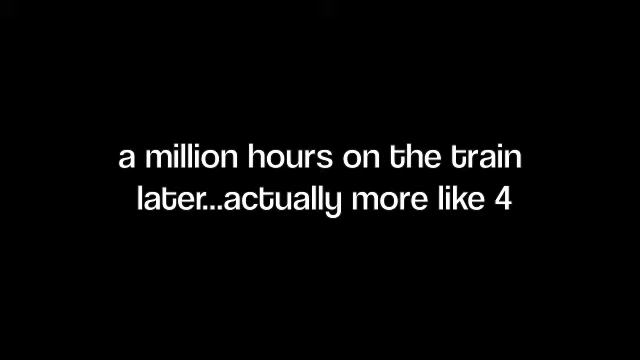 a million hours on the train
later...actually more like 4